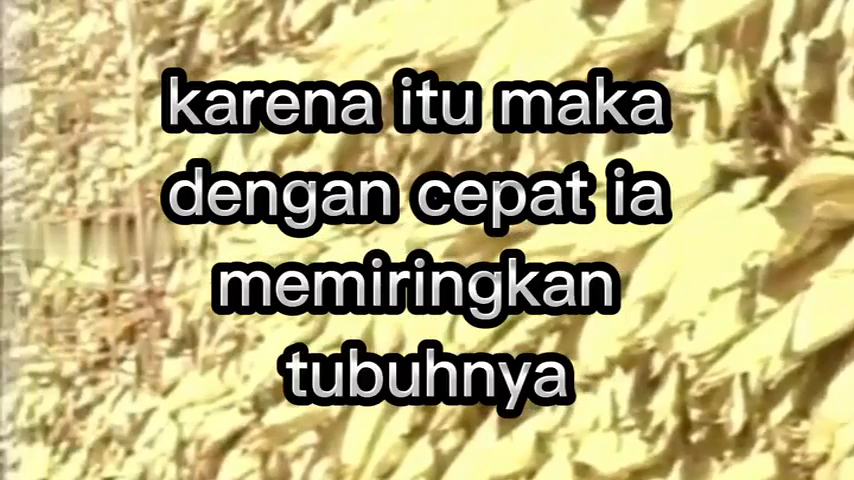 karena itu maka
dengan cepat ia
memiringkan
tubuhnya